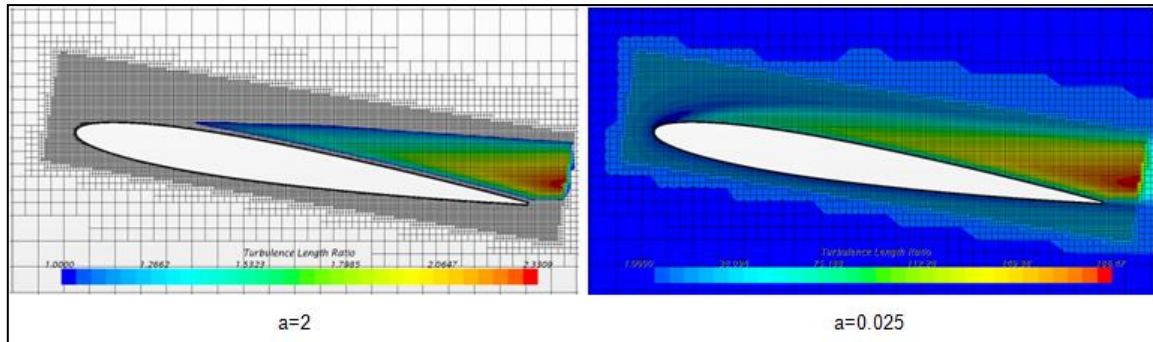 Turbulence Length Ratio
1.0000 1.2662 1.5323 1.7985 2.0647 2.3309
a=2
Turbulence Length Ratio
a=0.025